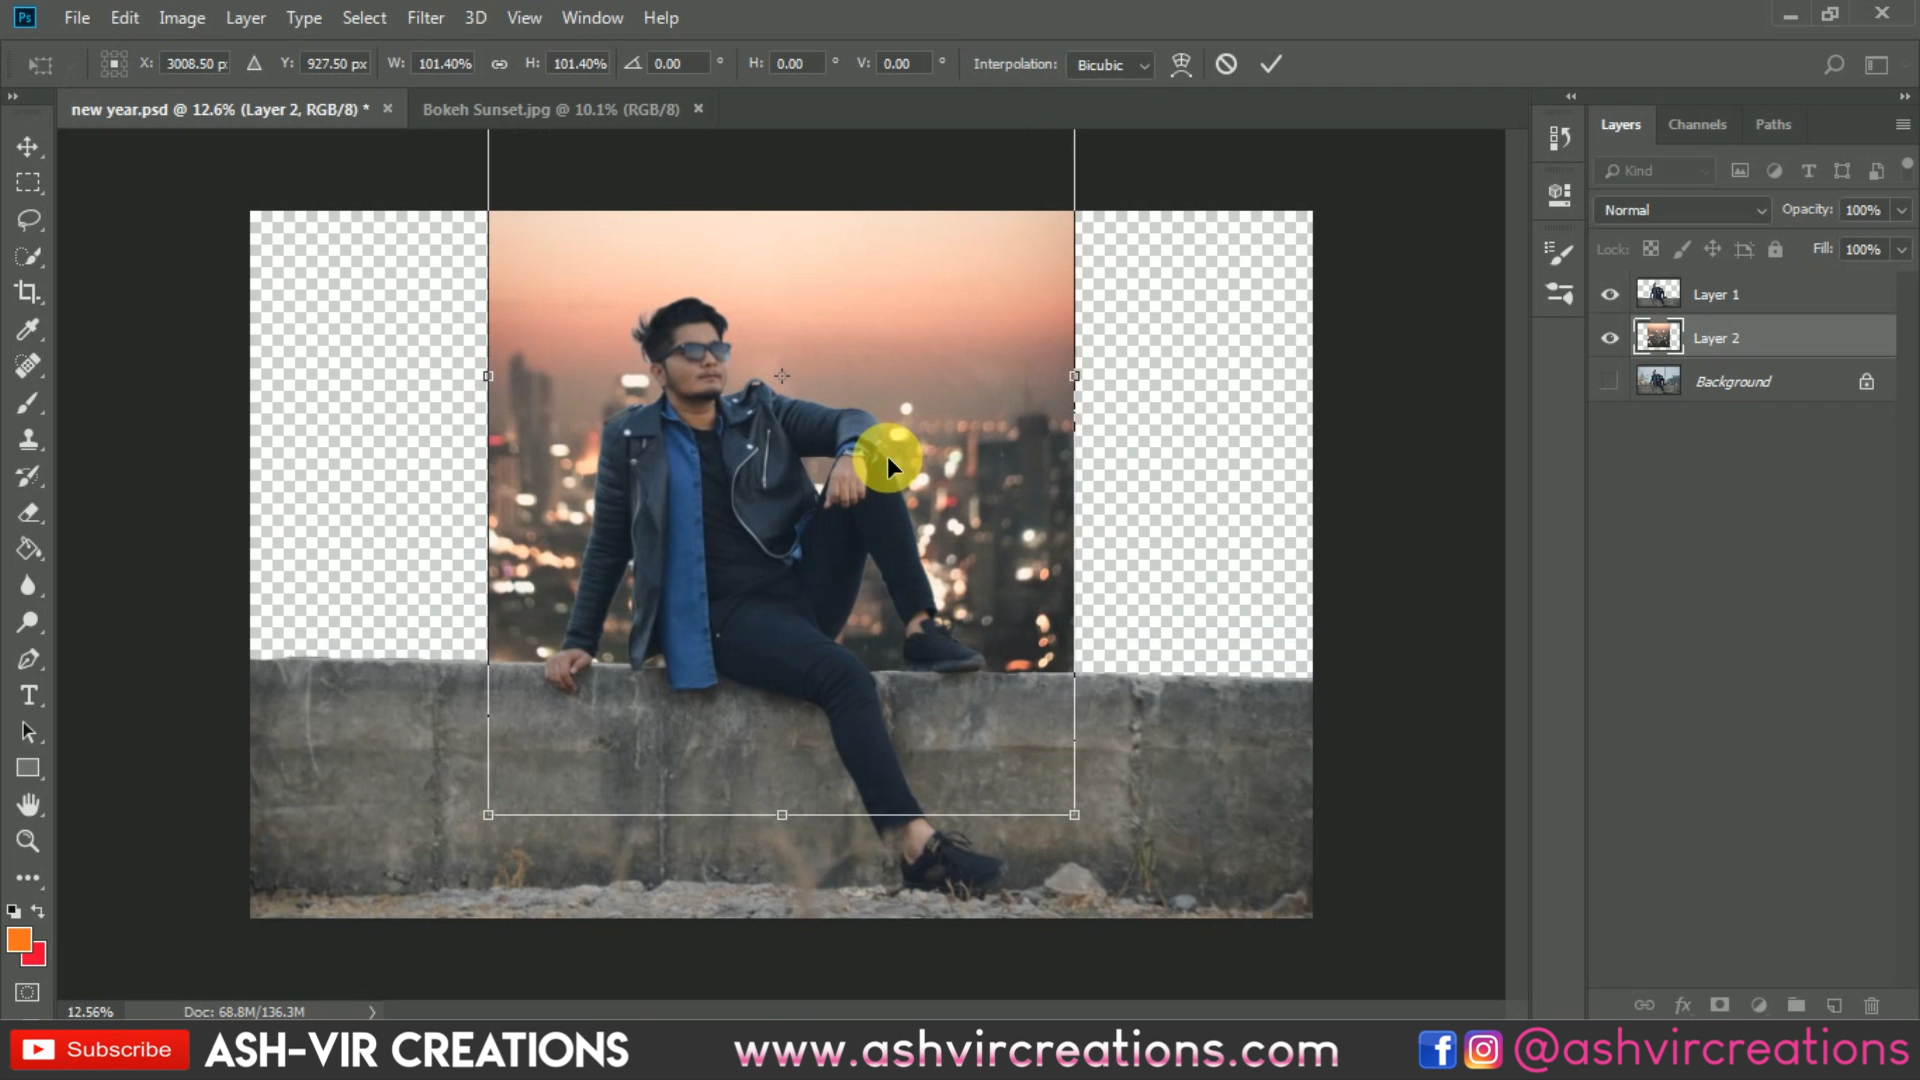 Ps File Edit Image Layer Type Select Filter 3D View Window Help
X: 3008.50 p Y: 927.50 px W: 101.40% H: 101.40% 0.00 ° H: 0.00 ° V: 0.00 ° Interpolation: Bicubic
new year.psd @ 12.6% (Layer 2, RGB/8) * × Bokeh Sunset.jpg @ 10.1% (RGB/8) ×
Layers Channels Paths
Kind
Normal Opacity: 100%
Lock: Fill: 100%
Layer 1
Layer 2
Background
12.56% Doc: 68.8M/136.3M
Subscribe ASH-VIR CREATIONS www.ashvircreations.com @ashvircreations